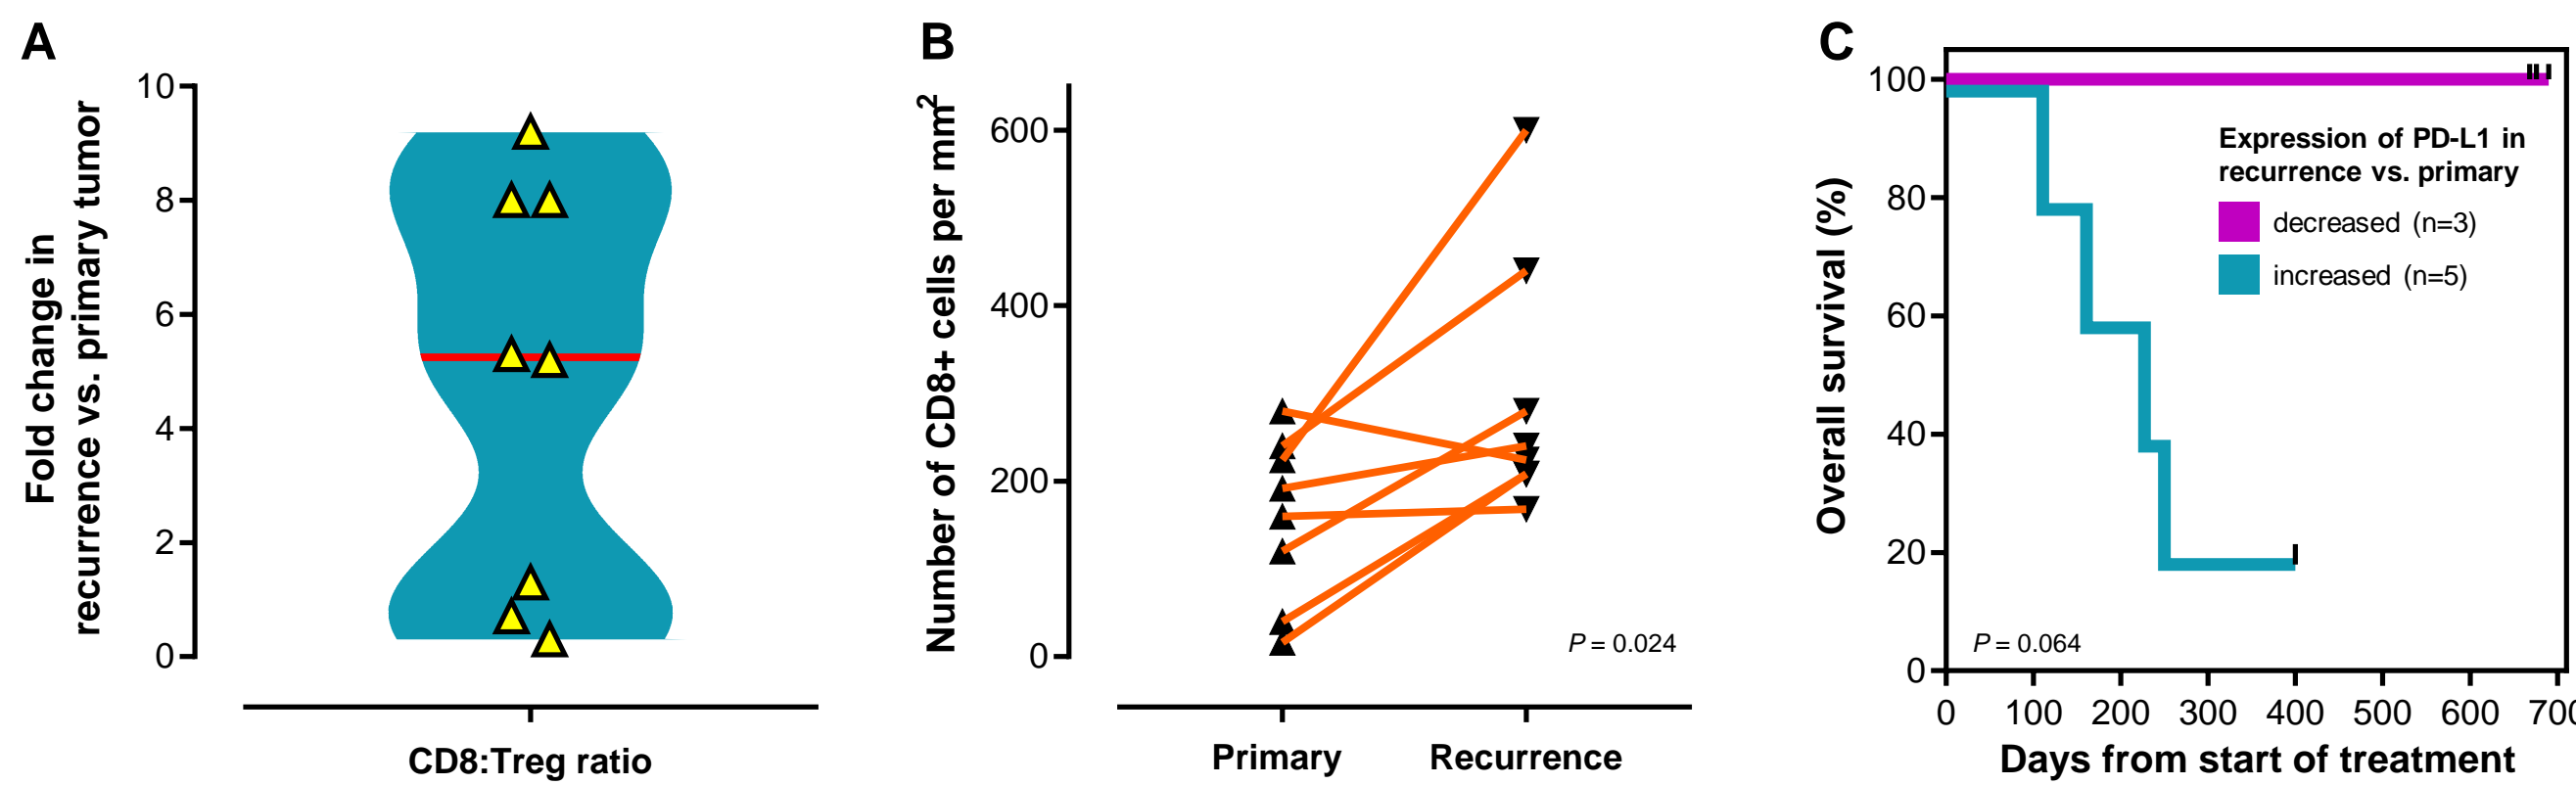 A
Fold change in
recurrence vs. primary tumor
10
8
6
4
2
0
CD8:Treg ratio
B
Number of CD8+ cells per mm²
600
400
200
0
P = 0.024
Primary
Recurrence
C
Overall survival (%)
100
80
60
40
20
0
Expression of PD-L1 in
recurrence vs. primary
decreased (n=3)
increased (n=5)
P = 0.064
0 100 200 300 400 500 600 700
Days from start of treatment